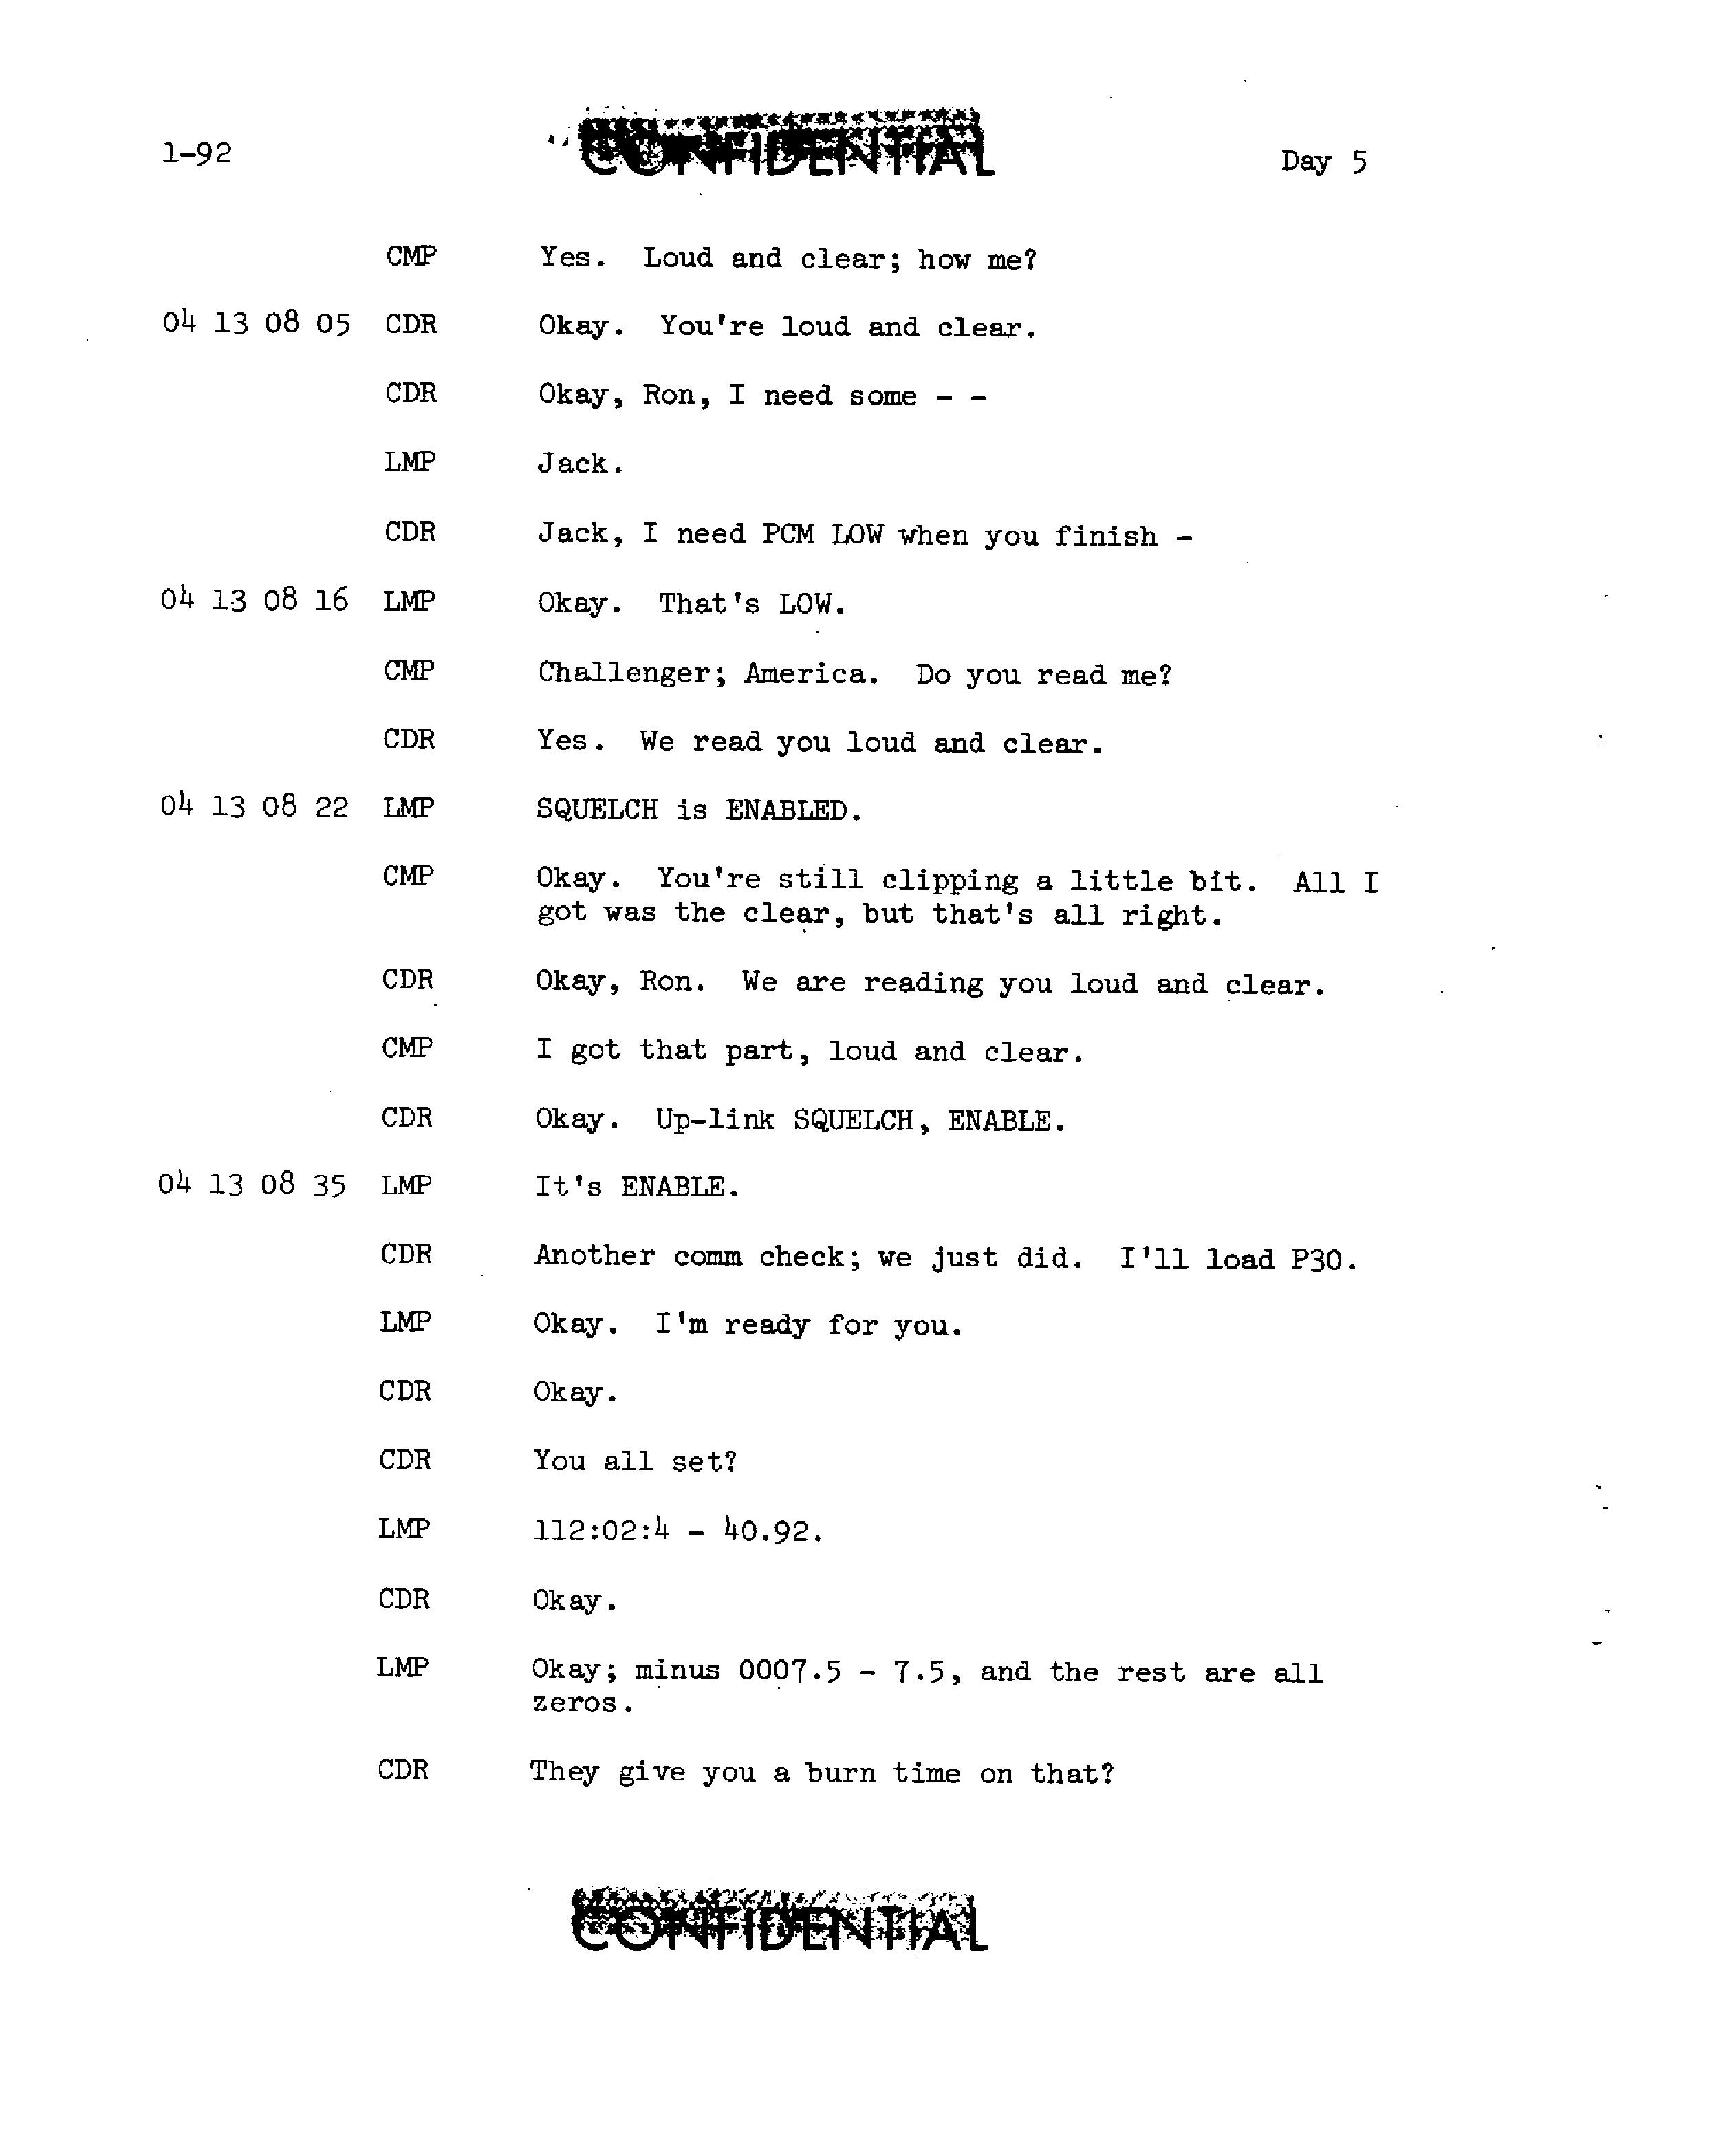 1-92 CONFIDENTIAL Day 5
CMP Yes. Loud and clear; how me?
04 13 08 05 CDR Okay. You're loud and clear.
CDR Okay, Ron, I need some - -
LMP Jack.
CDR Jack, I need PCM LOW when you finish -
04 13 08 16 LMP Okay. That's LOW.
CMP Challenger; America. Do you read me?
CDR Yes. We read you loud and clear.
04 13 08 22 LMP SQUELCH is ENABLED.
CMP Okay. You're still clipping a little bit. All I
got was the clear, but that's all right.
CDR Okay, Ron. We are reading you loud and clear.
CMP I got that part, loud and clear.
CDR Okay. Up-link SQUELCH, ENABLE.
04 13 08 35 LMP It's ENABLE.
CDR Another comm check; we just did. I'll load P30.
LMP Okay. I'm ready for you.
CDR Okay.
CDR You all set?
LMP 112:02:4 - 40.92.
CDR Okay.
LMP Okay; minus 0007.5 - 7.5, and the rest are all
zeros.
CDR They give you a burn time on that?
CONFIDENTIAL